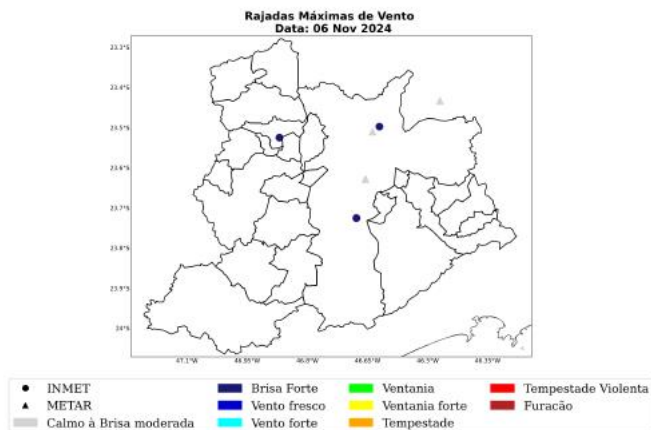 Rajadas Máximas de Vento
Data: 06 Nov 2024
23.3°S
23.4°S
23.5°S
23.6°S
23.7°S
23.8°S
23.9°S
24°S
47.1°W 46.95°W 46.8°W 46.65°W 46.5°W 46.35°W
INMET Brisa Forte Ventania Tempestade Violenta
METAR Vento fresco Ventania forte Furacão
Calmo à Brisa moderada Vento forte Tempestade